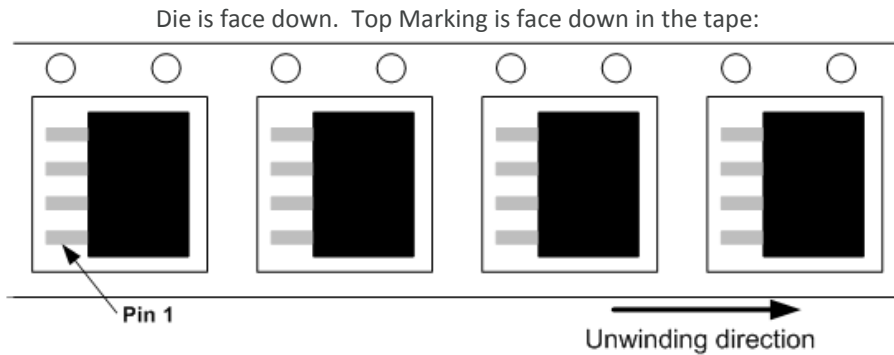 Die is face down.  Top Marking is face down in the tape:
Pin 1
Unwinding direction